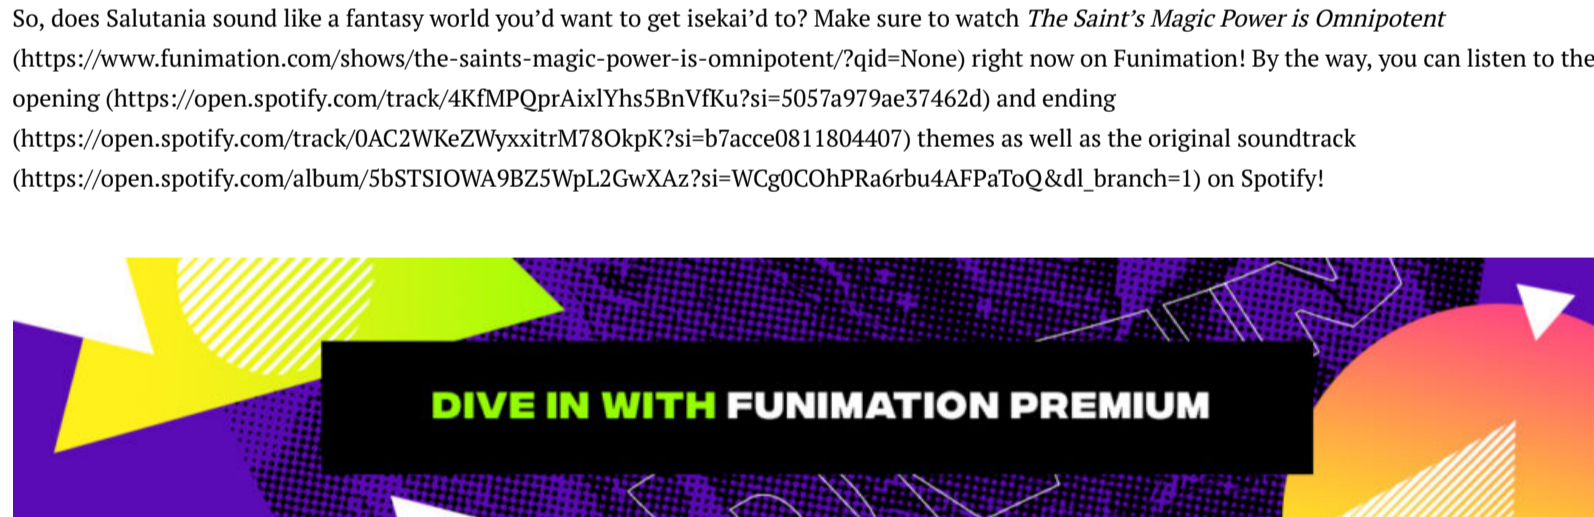 So, does Salutania sound like a fantasy world you’d want to get isekai’d to? Make sure to watch The Saint’s Magic Power is Omnipotent
(https://www.funimation.com/shows/the-saints-magic-power-is-omnipotent/?qid=None) right now on Funimation! By the way, you can listen to the
opening (https://open.spotify.com/track/4KfMPQprAixlYhs5BnVfKu?si=5057a979ae37462d) and ending
(https://open.spotify.com/track/0AC2WKeZWyxxitrM78OkpK?si=b7acce0811804407) themes as well as the original soundtrack
(https://open.spotify.com/album/5bSTSIOWA9BZ5WpL2GwXAz?si=WCg0COhPRa6rbu4AFPaToQ&dl_branch=1) on Spotify!
DIVE IN WITH FUNIMATION PREMIUM